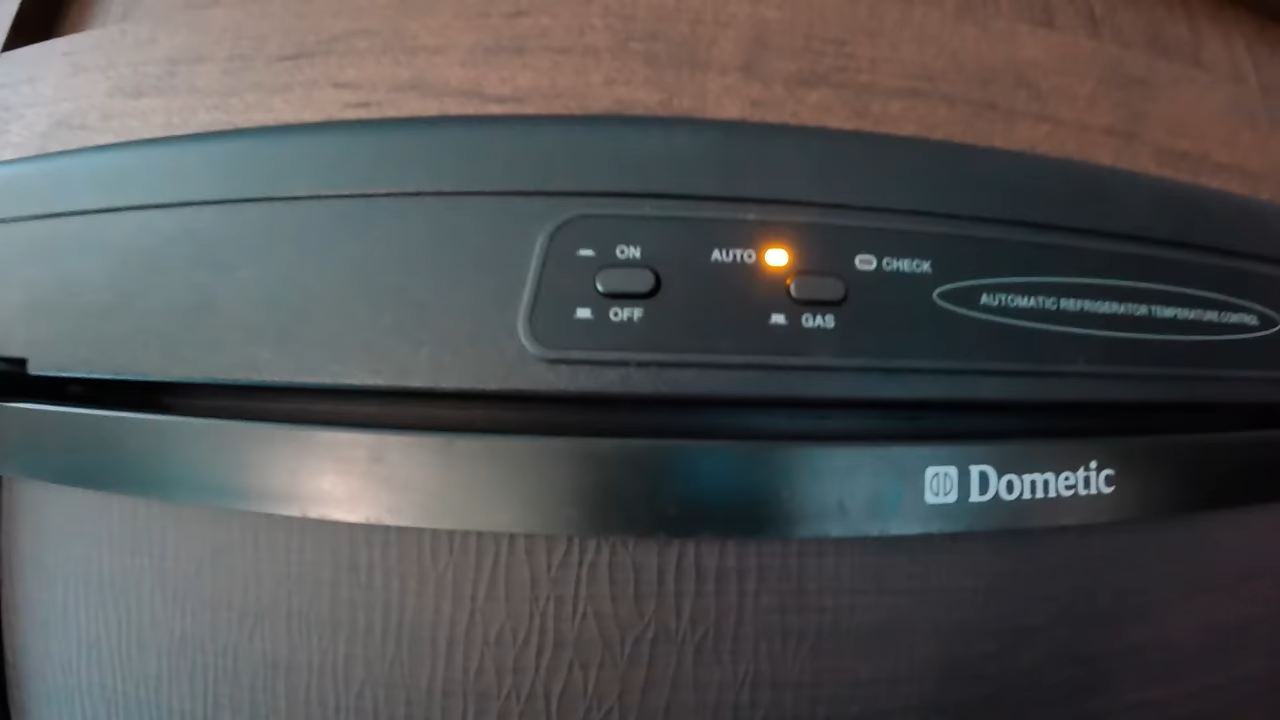 ON
OFF
AUTO
GAS
CHECK
AUTOMATIC REFRIGERATOR TEMPERATURE CONTROL
Dometic